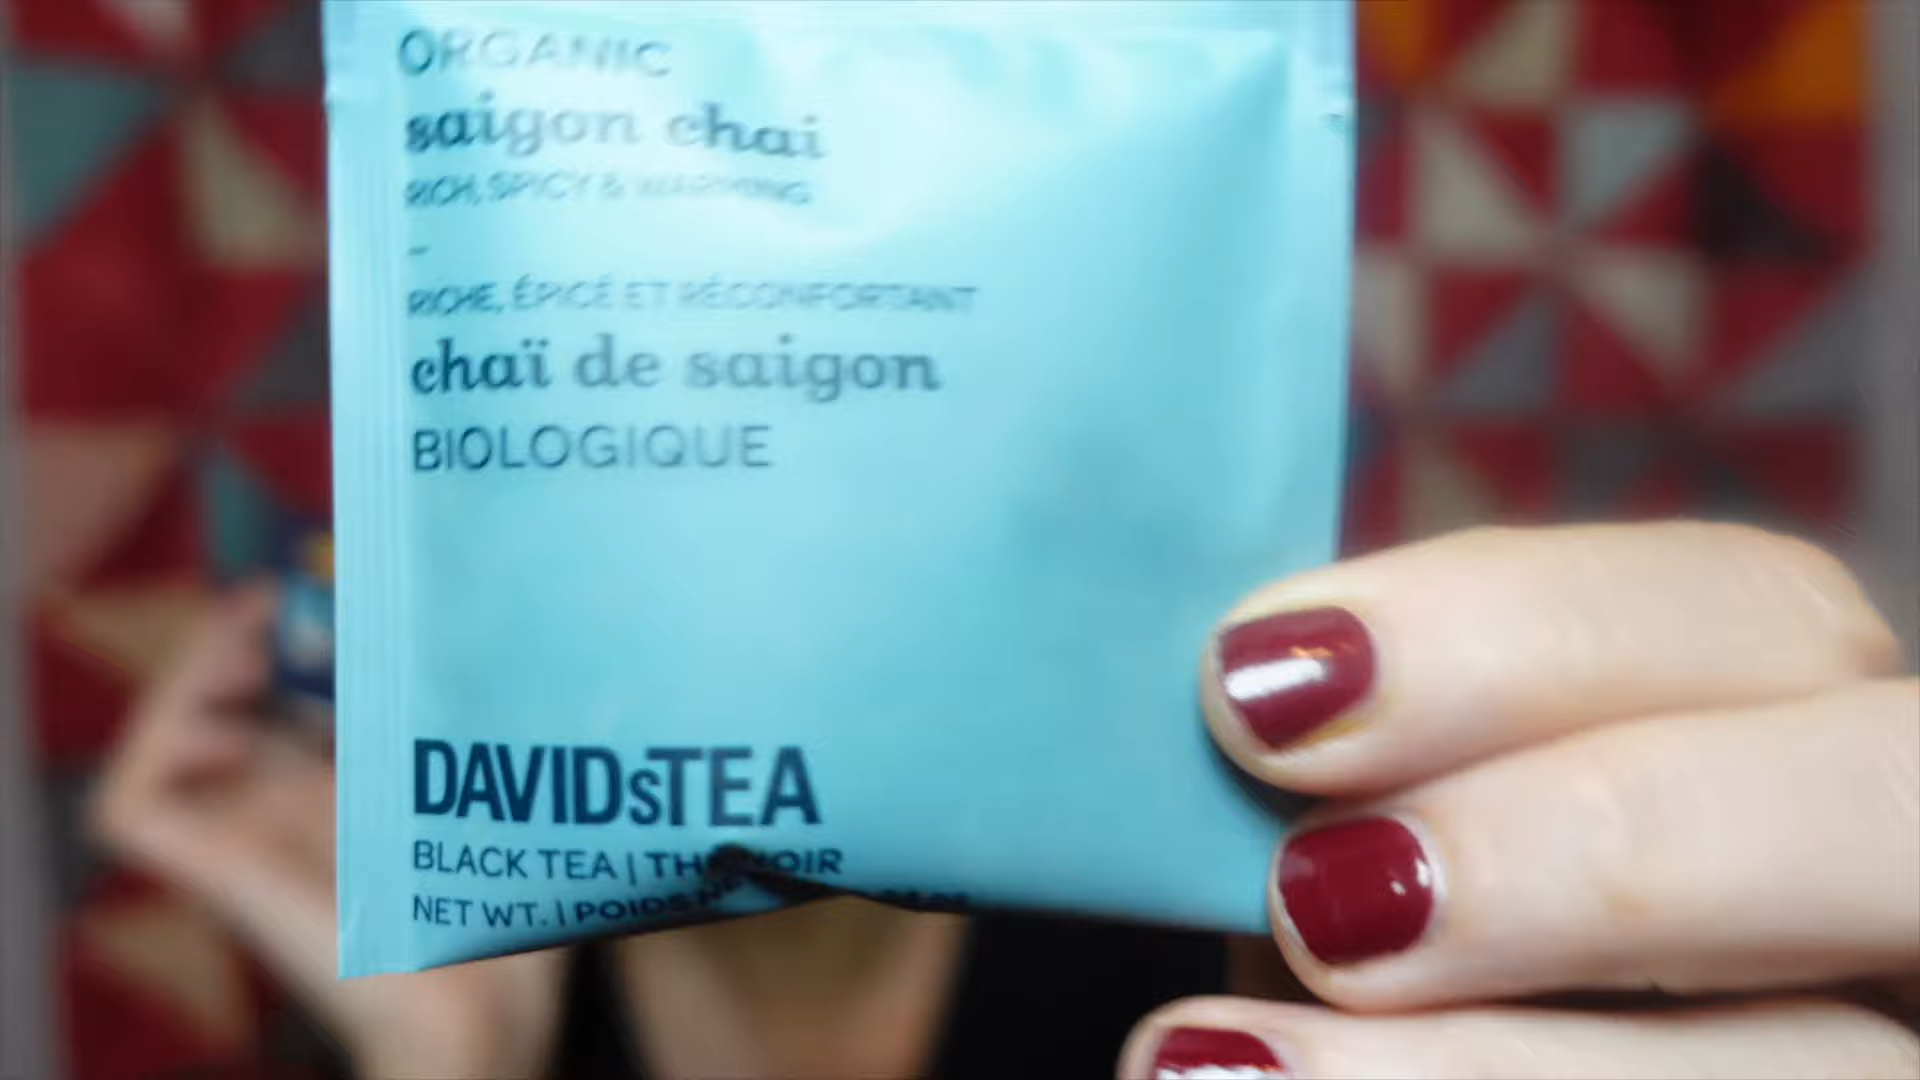 ORGANIC
saigon chai
RICH, SPICY & WARMING
-
RICHE, ÉPICÉ ET RÉCONFORTANT
chaï de saigon
BIOLOGIQUE
DAVIDsTEA
BLACK TEA | THÉ NOIR
NET WT. | POIDS